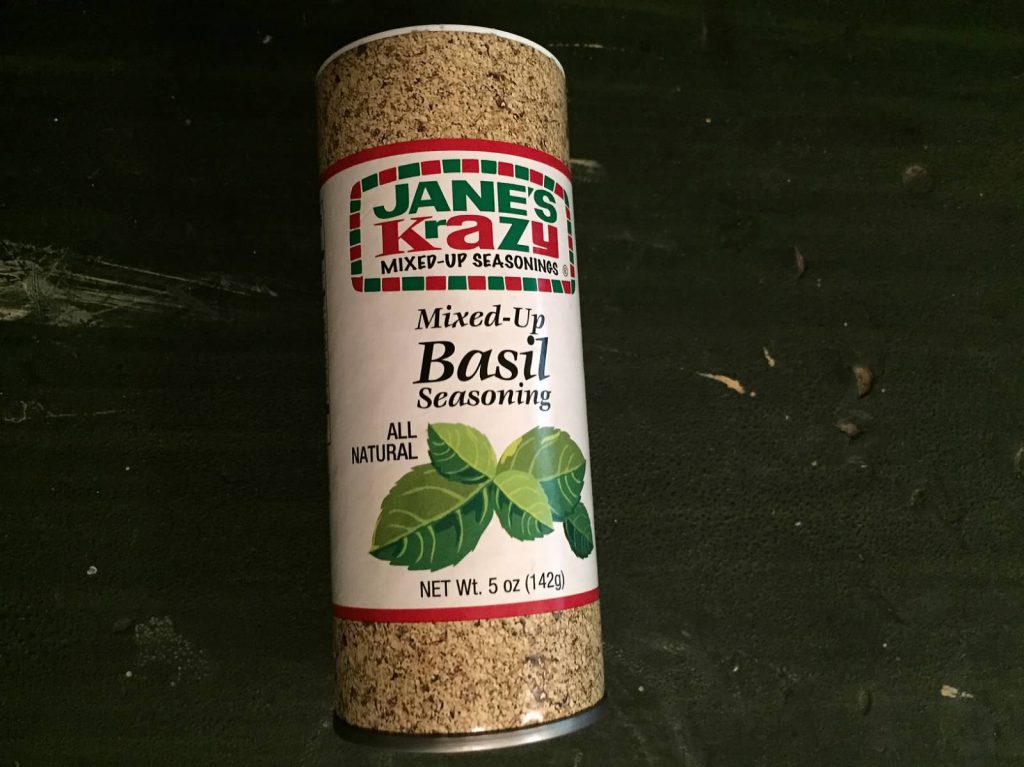 JANE'S
Krazy
MIXED-UP SEASONINGS ®
Mixed-Up
Basil
Seasoning
ALL
NATURAL
NET Wt. 5 oz (142g)